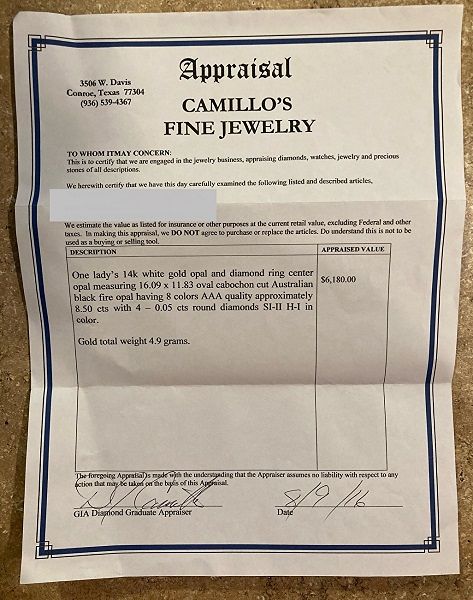 Appraisal
3506 W. Davis
Conroe, Texas 77304
(936) 539-4367
CAMILLO'S
FINE JEWELRY
TO WHOM ITMAY CONCERN:
This is to certify that we are engaged in the jewelry business, appraising diamonds, watches, jewelry and precious
stones of all descriptions.
We herewith certify that we have this day carefully examined the following listed and described articles,
We estimate the value as listed for insurance or other purposes at the current retail value, excluding Federal and other
taxes. In making this appraisal, we DO NOT agree to purchase or replace the articles. Do understand this is not to be
used as a buying or selling tool.
DESCRIPTION
APPRAISED VALUE
One lady's 14k white gold opal and diamond ring center
opal measuring 16.09 x 11.83 oval cabochon cut Australian
black fire opal having 8 colors AAA quality approximately
8.50 cts with 4 – 0.05 cts round diamonds SI-II H-I in
color.
$6,180.00
Gold total weight 4.9 grams.
The foregoing Appraisal is made with the understanding that the Appraiser assumes no liability with respect to any
action that may be taken on the basis of this Appraisal.
8/9/16
GIA Diamond Graduate Appraiser
Date